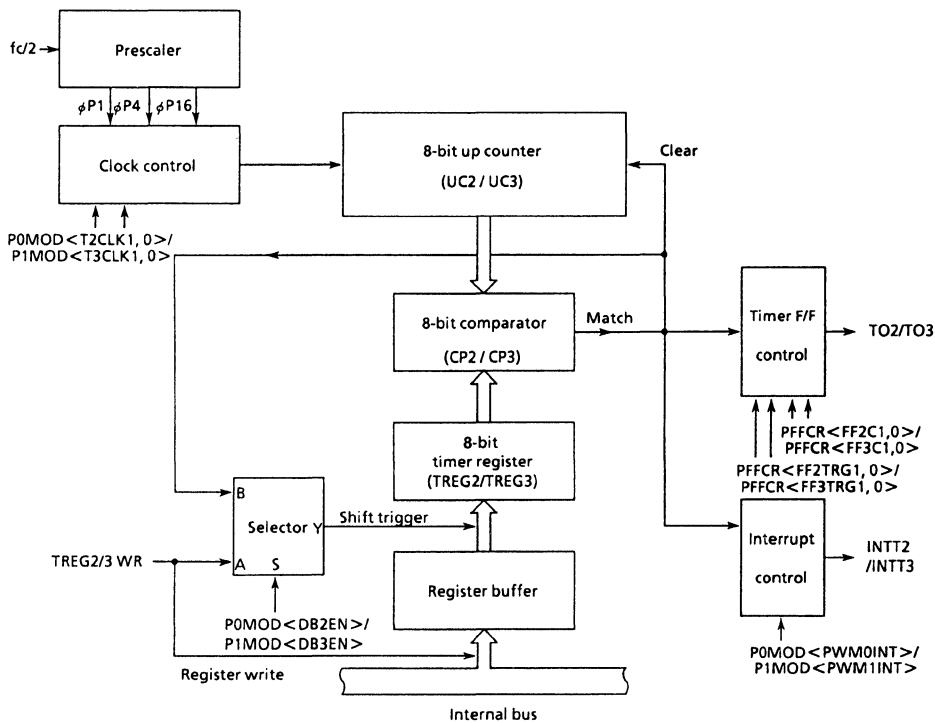 fc/2
Prescaler
φP1 φP4 φP16
Clock control
P0MOD<T2CLK1, 0>/
P1MOD<T3CLK1, 0>
8-bit up counter
(UC2 / UC3)
Clear
8-bit comparator
(CP2 / CP3)
Match
Timer F/F
control
TO2/TO3
PFFCR<FF2C1,0>/
PFFCR<FF3C1,0>
PFFCR<FF2TRG1, 0>/
PFFCR<FF3TRG1, 0>
8-bit
timer register
(TREG2/TREG3)
B
Selector Y
A S
Shift trigger
TREG2/3 WR
P0MOD<DB2EN>/
P1MOD<DB3EN>
Register buffer
Register write
Interrupt
control
INTT2
/INTT3
P0MOD<PWM0INT>/
P1MOD<PWM1INT>
Internal bus